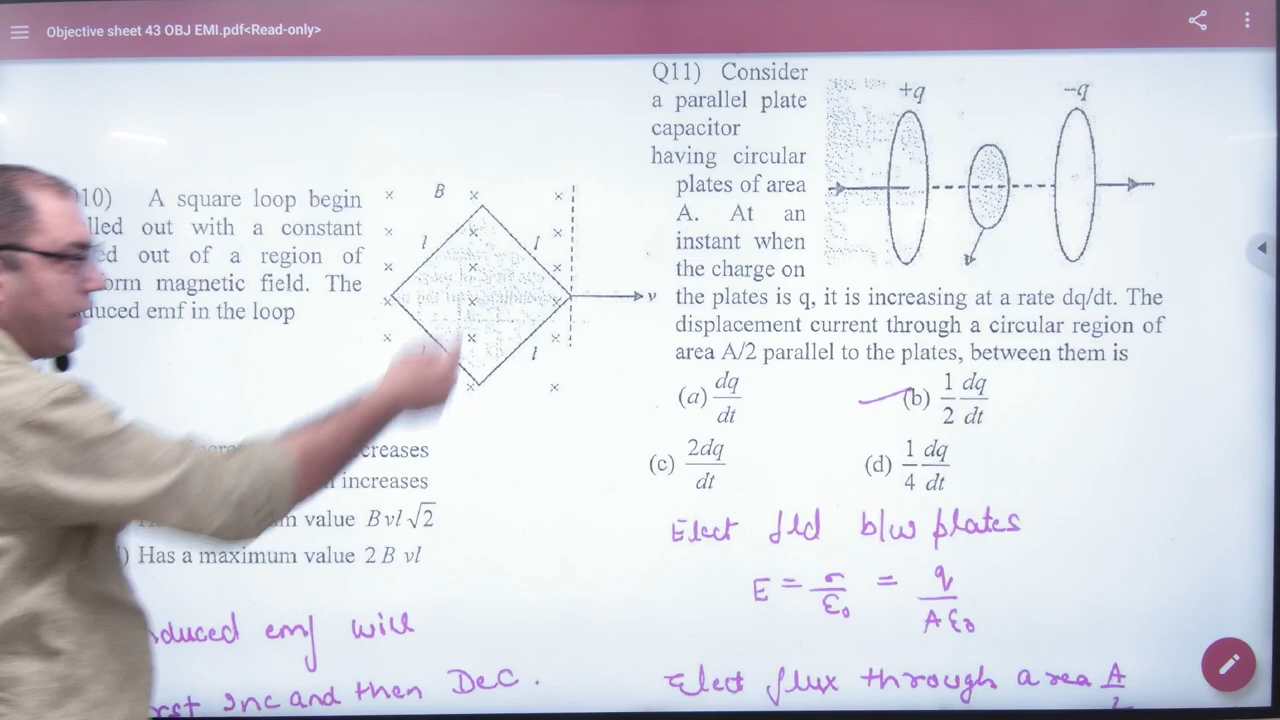 Objective sheet 43 OBJ EMI.pdf<Read-only>
10) A square loop begin
lled out with a constant
ed out of a region of
orm magnetic field. The
duced emf in the loop
B
l
l
l
v
creases
increases
m value Bvl√2
) Has a maximum value 2 B vl
duced emf will
rst Inc and then Dec.
Q11) Consider
a parallel plate
capacitor
having circular
plates of area
A. At an
instant when
the charge on
the plates is q, it is increasing at a rate dq/dt. The
displacement current through a circular region of
area A/2 parallel to the plates, between them is
+q
-q
(a) dq/dt
(b) 1/2 dq/dt
(c) 2dq/dt
(d) 1/4 dq/dt
Elect fld b/w plates
E = σ/ε0 = q/Aε0
Elect flux through area A/2